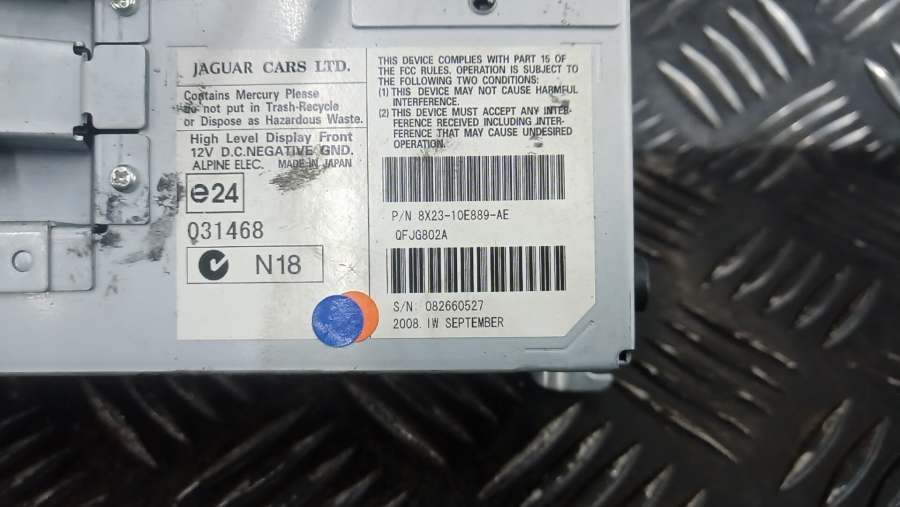 JAGUAR CARS LTD.
Contains Mercury Please
do not put in Trash-Recycle
or Dispose as Hazardous Waste.
High Level Display Front
12V D.C.NEGATIVE GND.
ALPINE ELEC. MADE IN JAPAN
e24
031468
N18
THIS DEVICE COMPLIES WITH PART 15 OF
THE FCC RULES. OPERATION IS SUBJECT TO
THE FOLLOWING TWO CONDITIONS:
(1) THIS DEVICE MAY NOT CAUSE HARMFUL
INTERFERENCE.
(2) THIS DEVICE MUST ACCEPT ANY INTER-
FERENCE RECEIVED INCLUDING INTER-
FERENCE THAT MAY CAUSE UNDESIRED
OPERATION.
P/N 8X23-10E889-AE
QFJG802A
S/N: 082660527
2008. IW SEPTEMBER